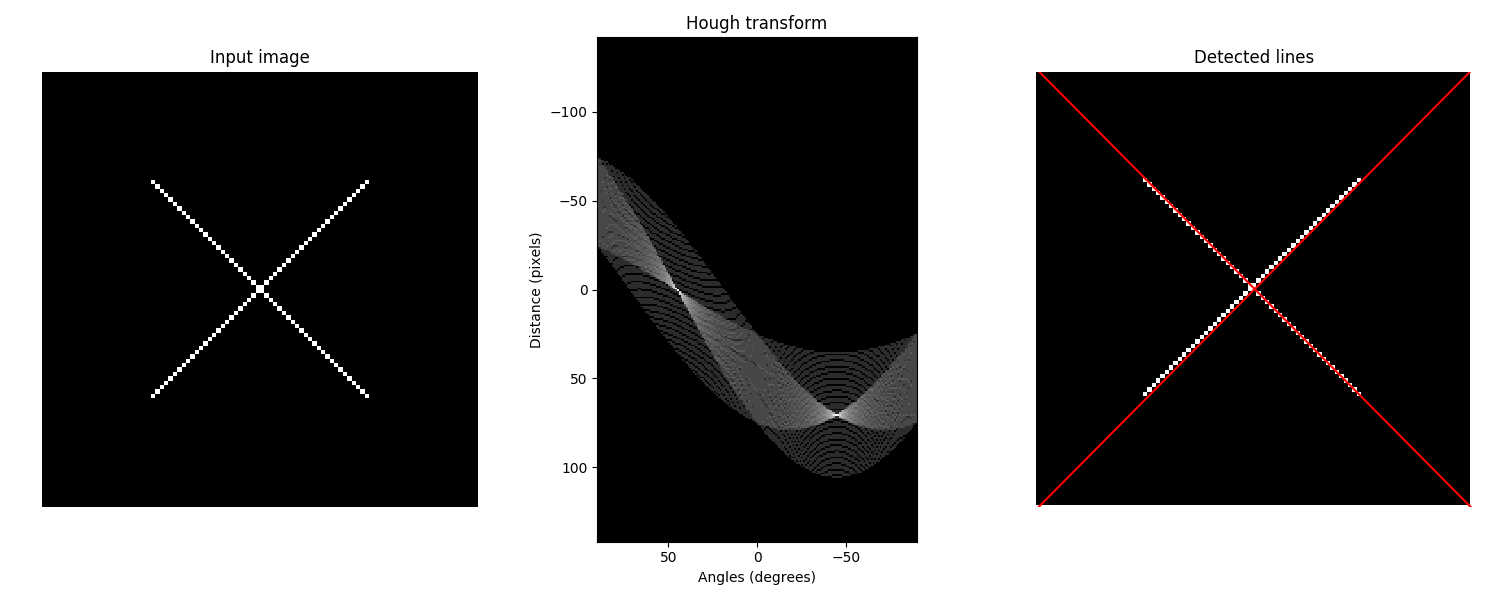 Input image
Hough transform
Detected lines
−100
−50
0
50
100
Distance (pixels)
50 0 −50
Angles (degrees)